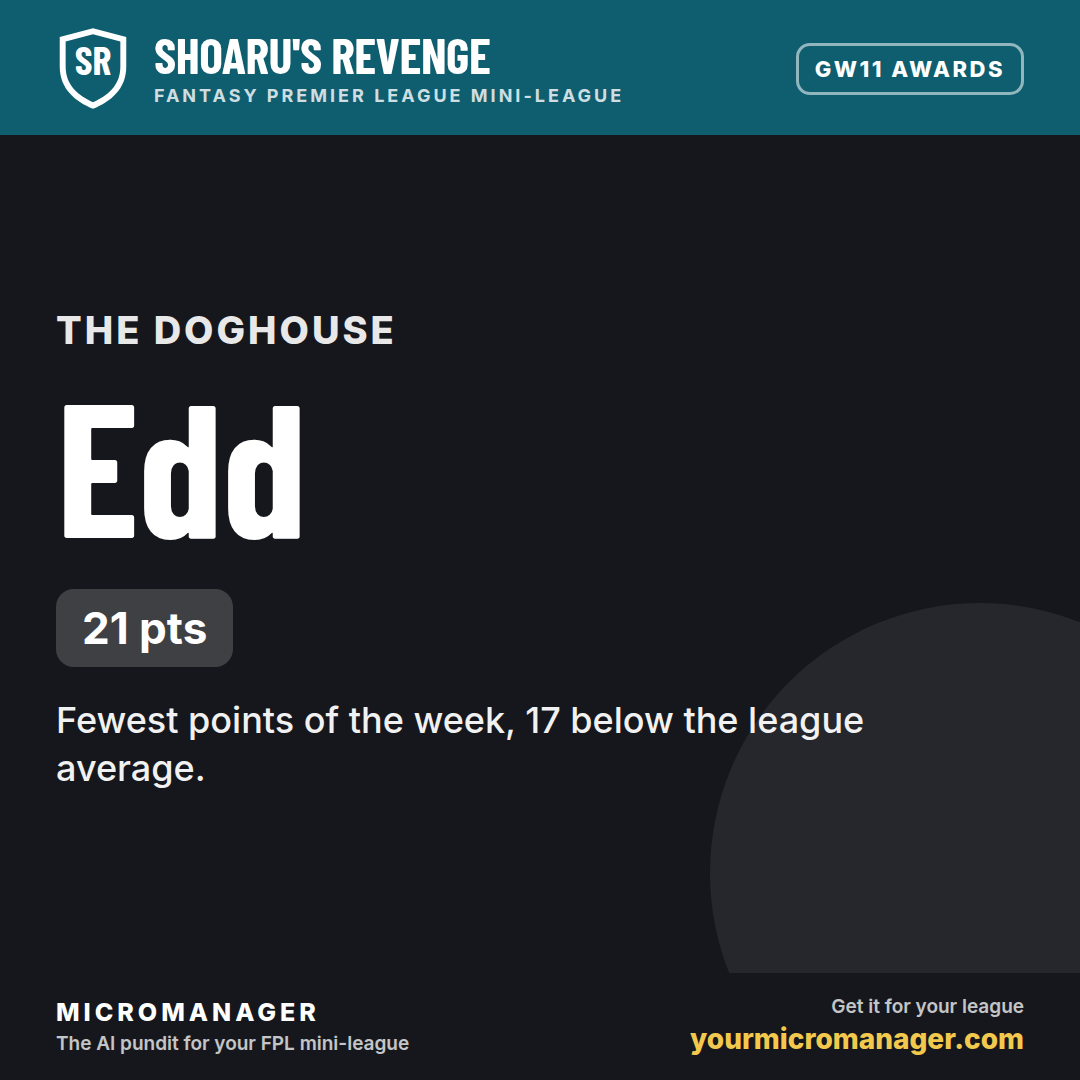 SR
SHOARU'S REVENGE
FANTASY PREMIER LEAGUE MINI-LEAGUE
GW11 AWARDS
THE DOGHOUSE
Edd
21 pts
Fewest points of the week, 17 below the league
average.
MICROMANAGER
The AI pundit for your FPL mini-league
Get it for your league
yourmicromanager.com